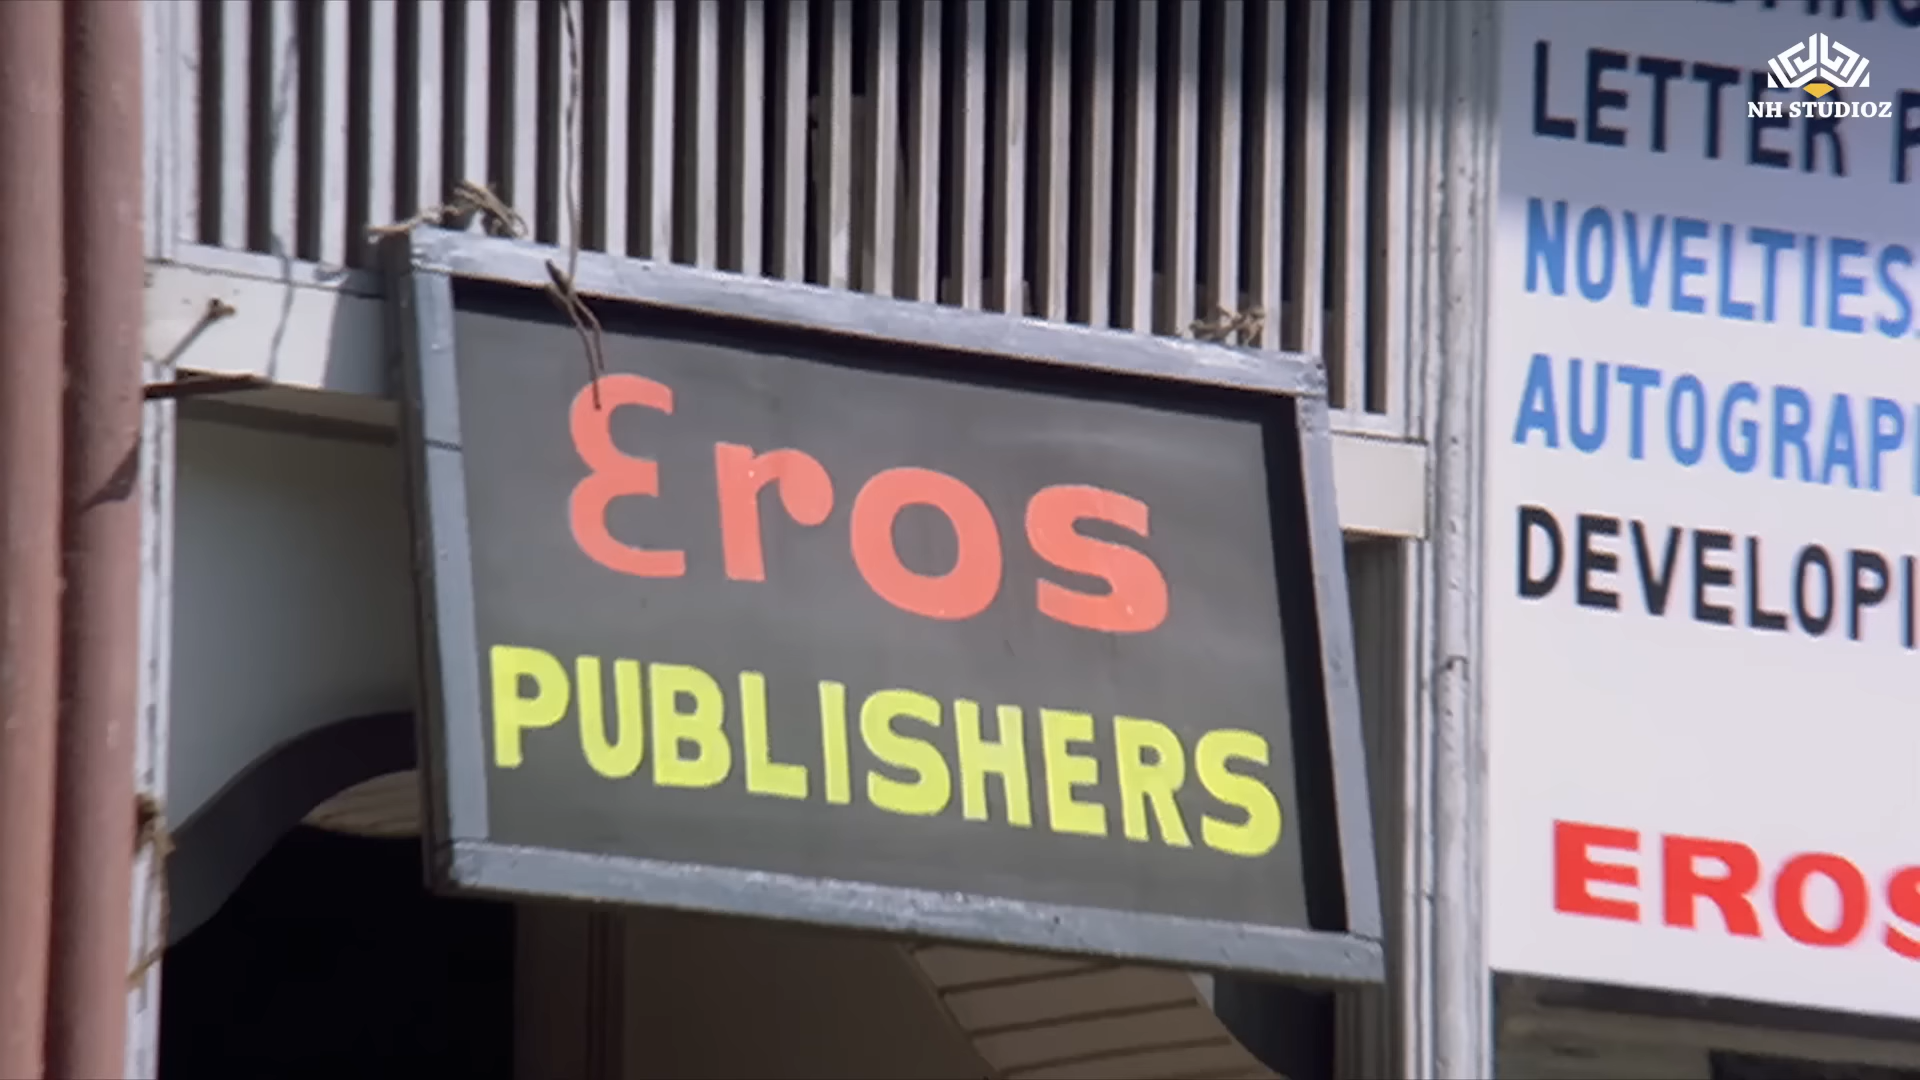 Eros
PUBLISHERS
LETTER P
NOVELTIES
AUTOGRAP
DEVELOPI
EROS
NH STUDIOZ